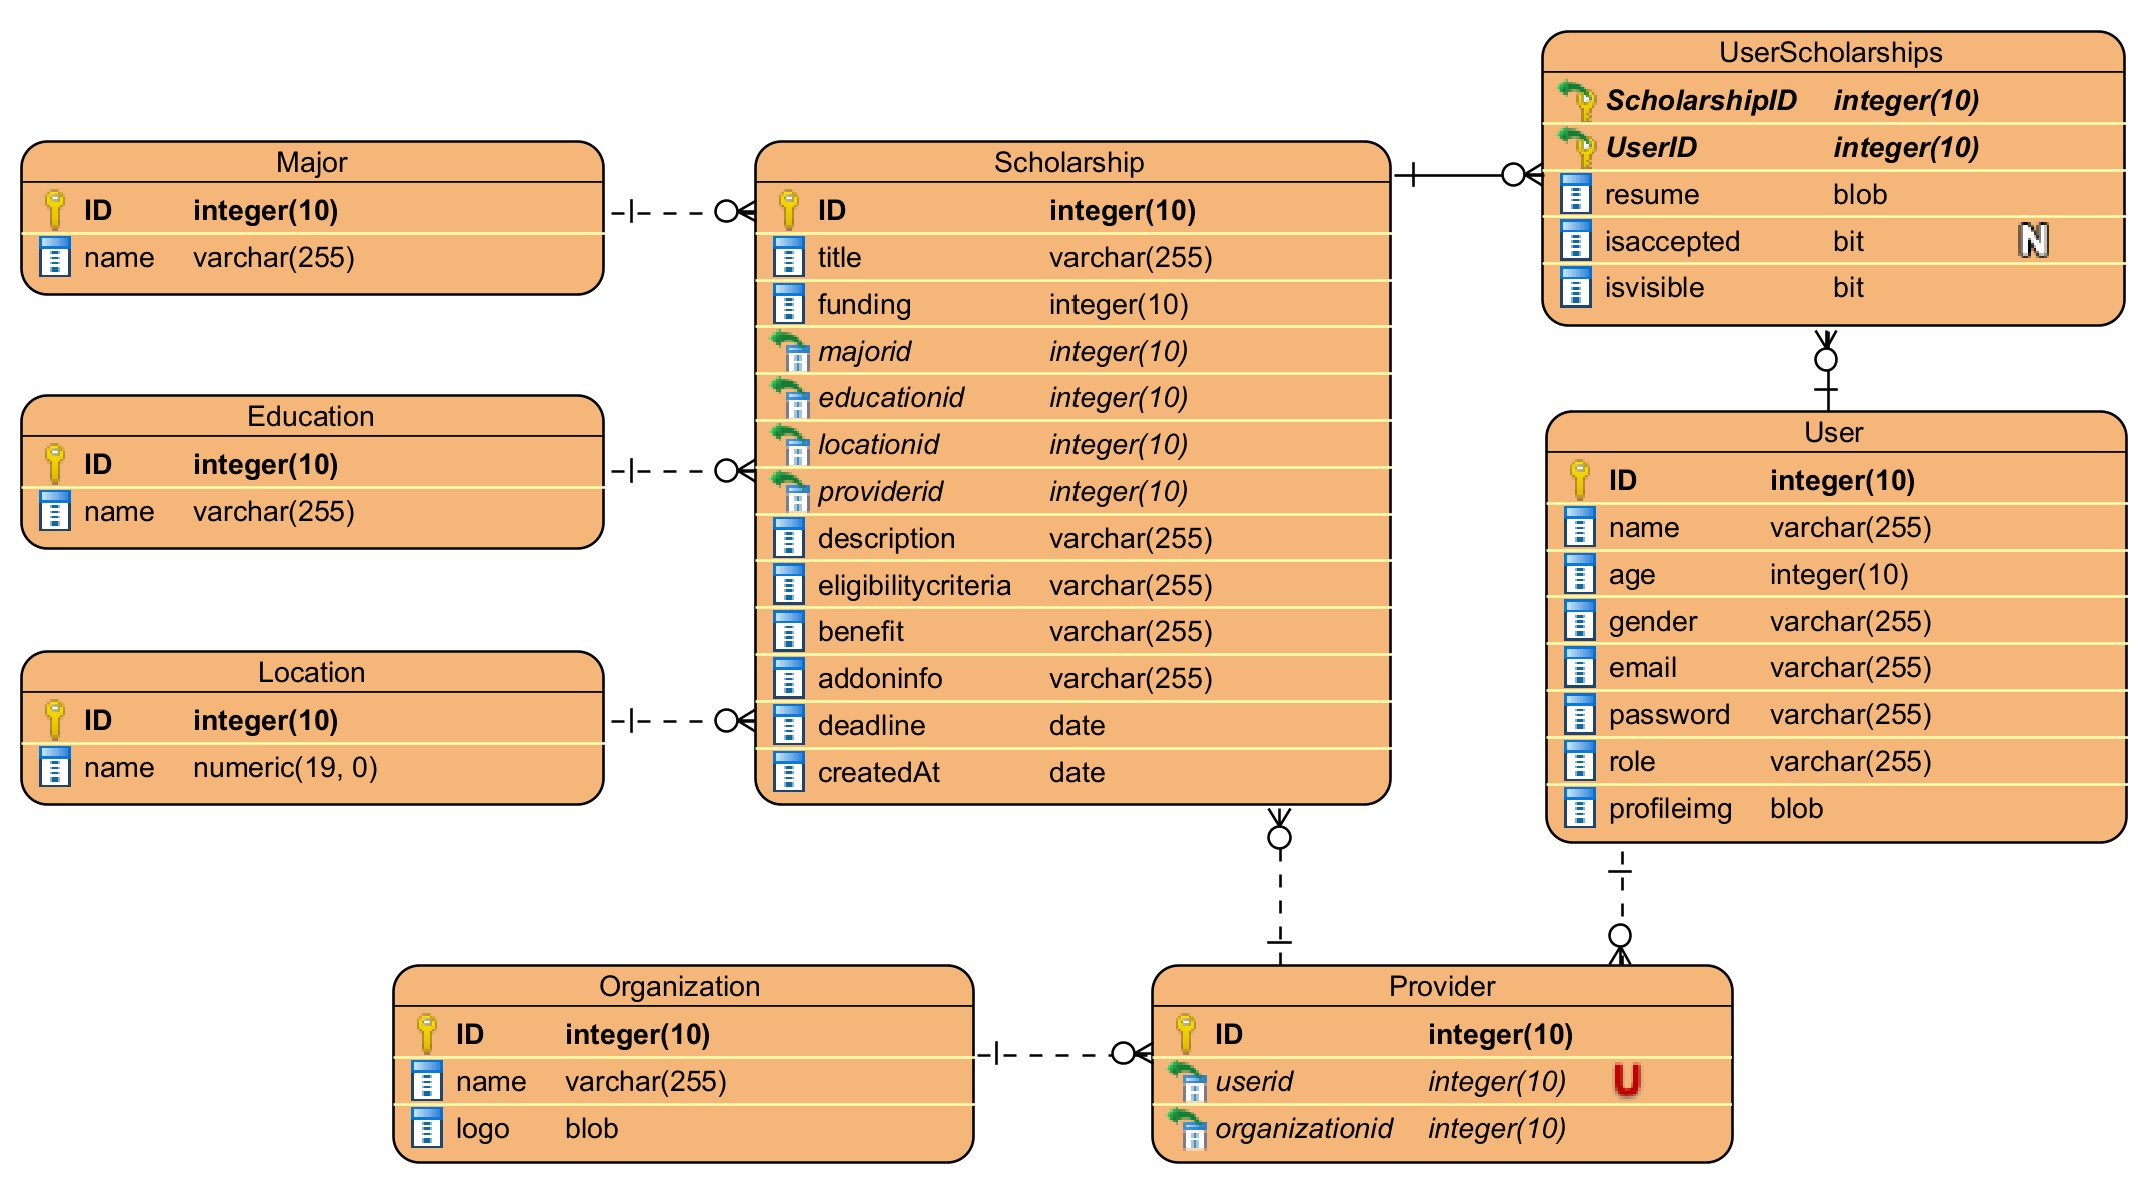 Major
ID integer(10)
name varchar(255)
Education
ID integer(10)
name varchar(255)
Location
ID integer(10)
name numeric(19, 0)
Scholarship
ID integer(10)
title varchar(255)
funding integer(10)
majorid integer(10)
educationid integer(10)
locationid integer(10)
providerid integer(10)
description varchar(255)
eligibilitycriteria varchar(255)
benefit varchar(255)
addoninfo varchar(255)
deadline date
createdAt date
UserScholarships
ScholarshipID integer(10)
UserID integer(10)
resume blob
isaccepted bit N
isvisible bit
User
ID integer(10)
name varchar(255)
age integer(10)
gender varchar(255)
email varchar(255)
password varchar(255)
role varchar(255)
profileimg blob
Organization
ID integer(10)
name varchar(255)
logo blob
Provider
ID integer(10)
userid integer(10) U
organizationid integer(10)